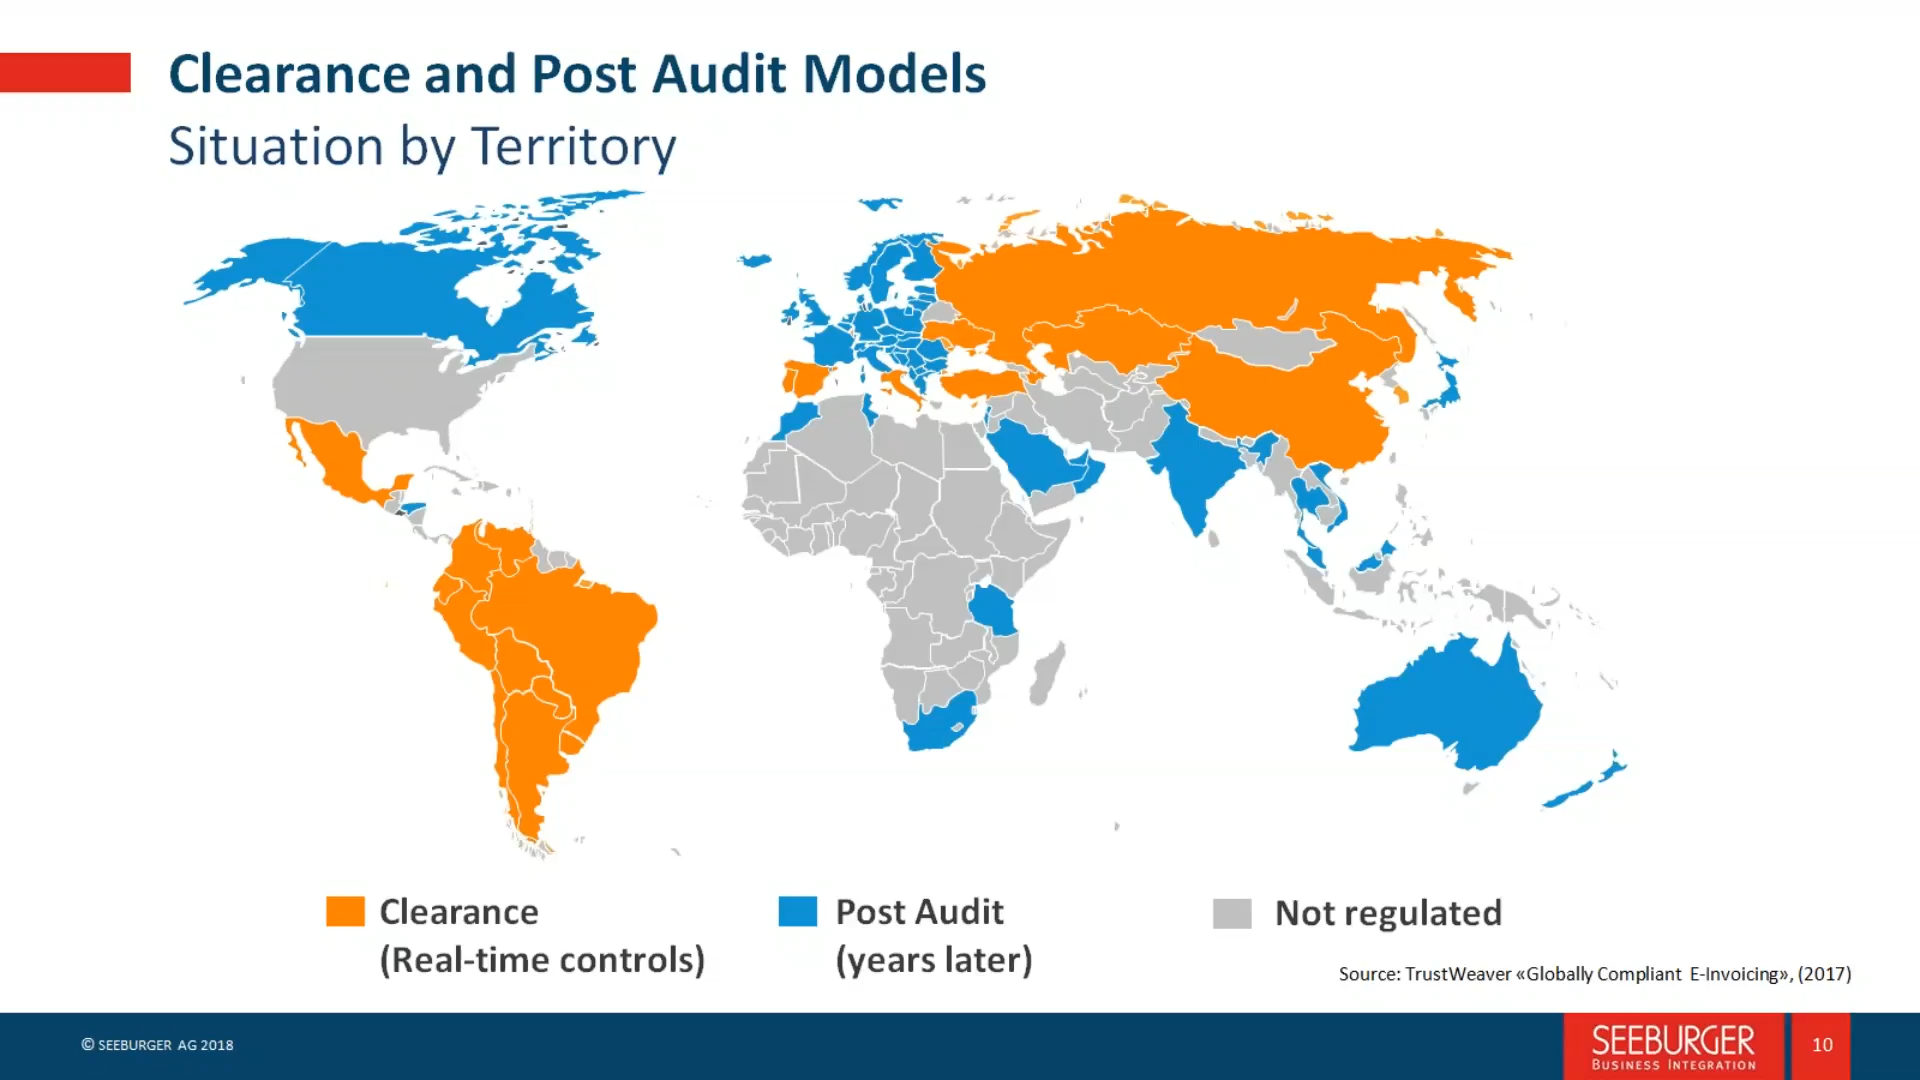 Clearance and Post Audit Models
Situation by Territory
Clearance
(Real-time controls)
Post Audit
(years later)
Not regulated
Source: TrustWeaver «Globally Compliant E-Invoicing», (2017)
© SEEBURGER AG 2018
SEEBURGER
BUSINESS INTEGRATION
10